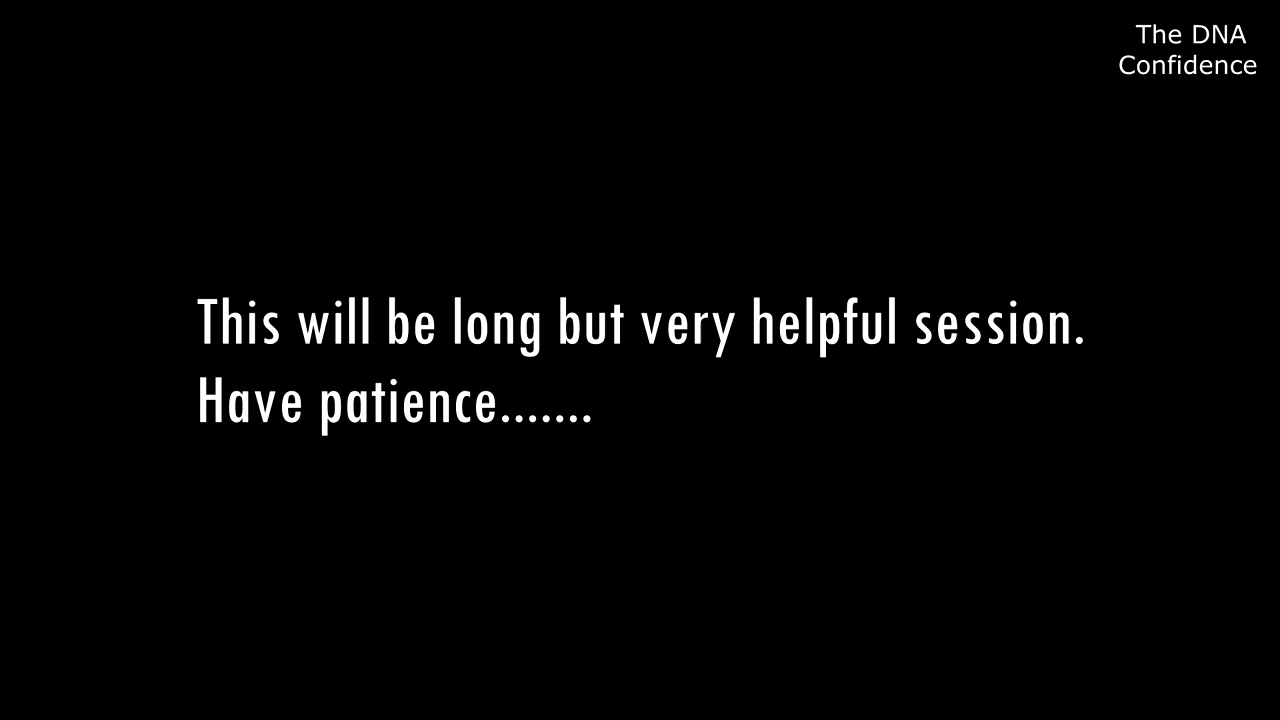 The DNA
Confidence
This will be long but very helpful session.
Have patience.......